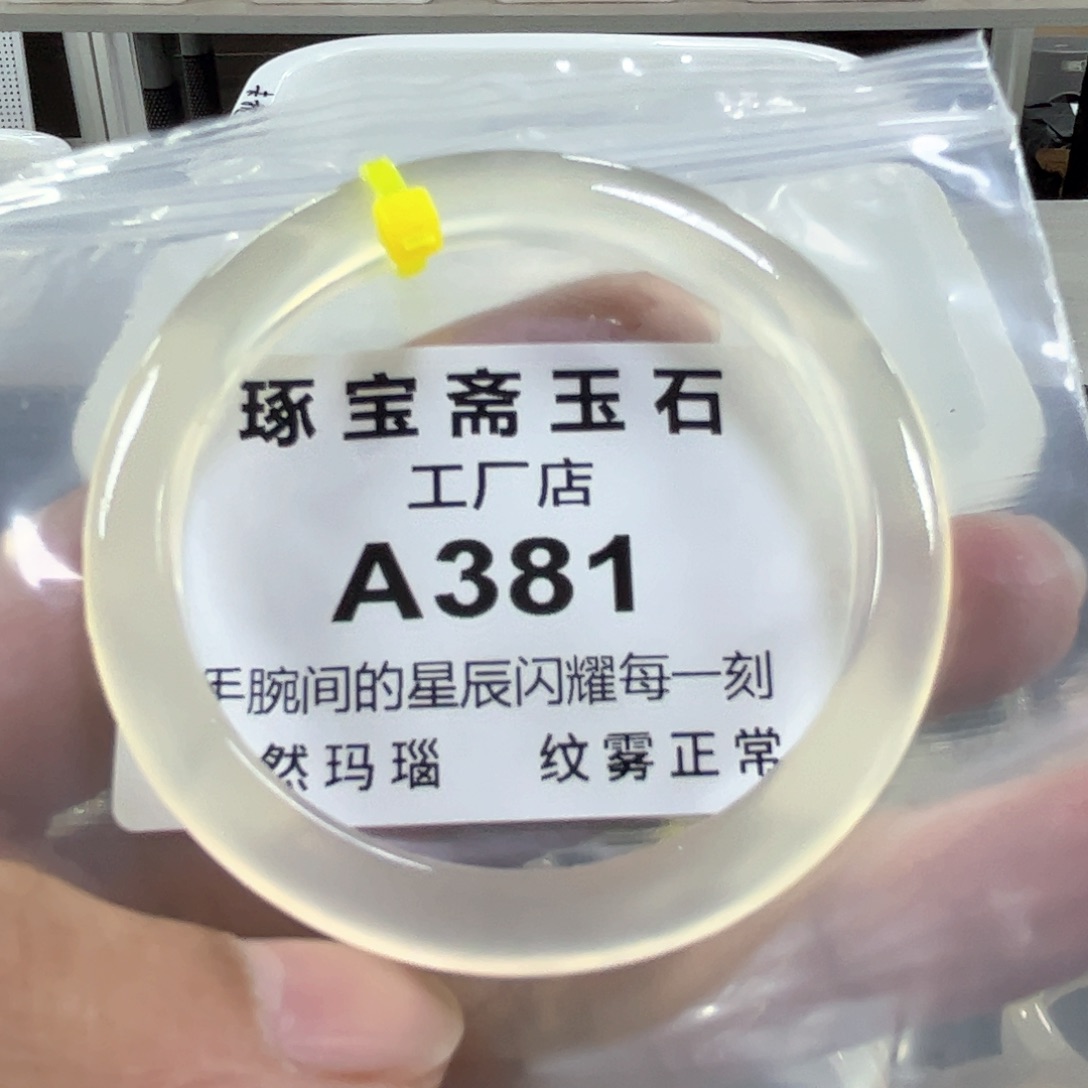 琢宝斋玉石
工厂店
A381
手腕间的星辰闪耀每一刻
然玛瑙 纹雾正常